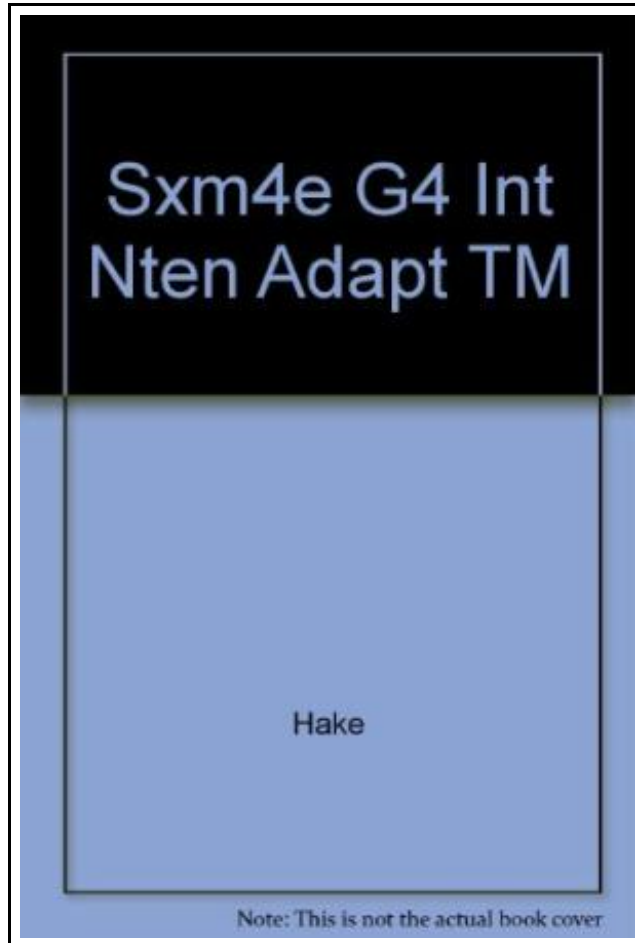 Sxm4e G4 Int
Nten Adapt TM
Hake
Note: This is not the actual book cover